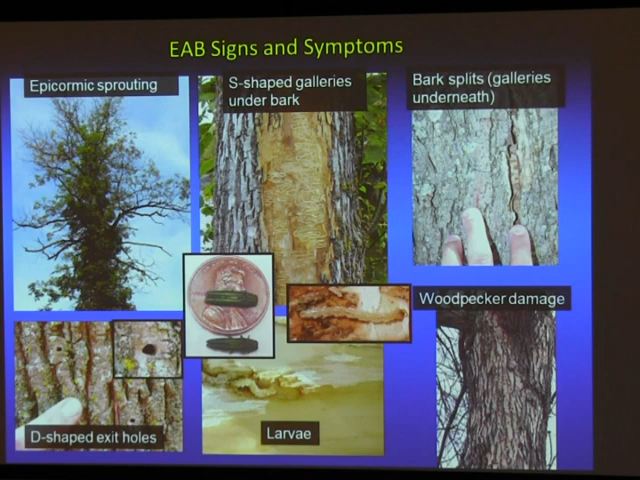 EAB Signs and Symptoms
Epicormic sprouting
S-shaped galleries
under bark
Bark splits (galleries
underneath)
Woodpecker damage
D-shaped exit holes
Larvae